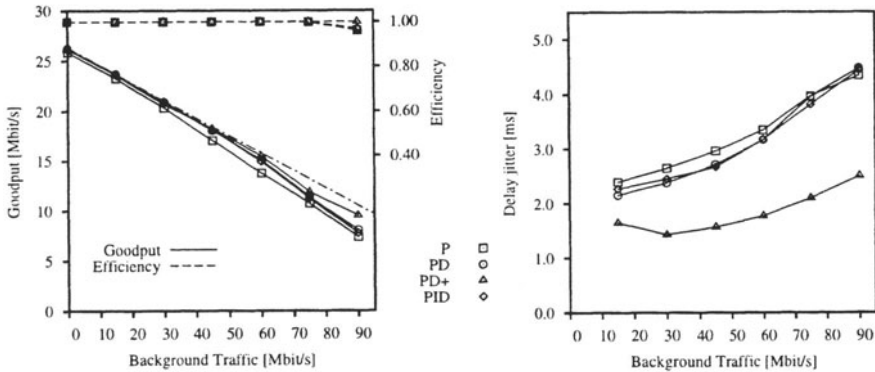 30
25
20
15
10
5
0
Goodput [Mbit/s]
1.00
0.80
0.60
0.40
Efficiency
Goodput
Efficiency
0 10 20 30 40 50 60 70 80 90
Background Traffic [Mbit/s]
P
PD
PD+
PID
5.0
4.0
3.0
2.0
1.0
0.0
Delay jitter [ms]
0 10 20 30 40 50 60 70 80 90
Background Traffic [Mbit/s]